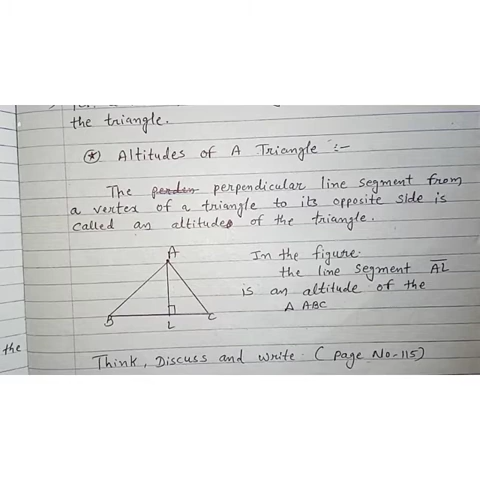 the triangle.
⊛ Altitudes of A Triangle :-
The perpendicular line segment from
a vertex of a triangle to its opposite side is
called an altitudes of the triangle.
A
B
L
C
In the figure.
the line segment AL
is an altitude of the
Δ ABC
the
Think, Discuss and write (page No-115)